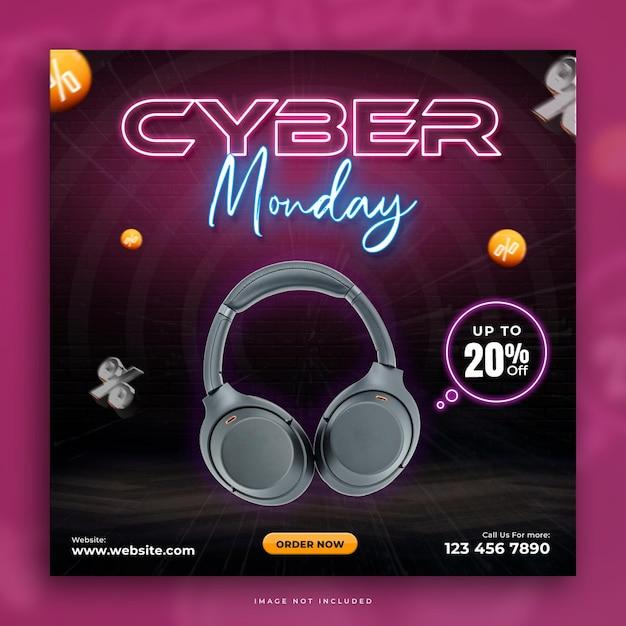 CYBER
Monday
UP TO
20% Off
Website:
www.website.com
ORDER NOW
Call Us For more:
123 456 7890
IMAGE NOT INCLUDED